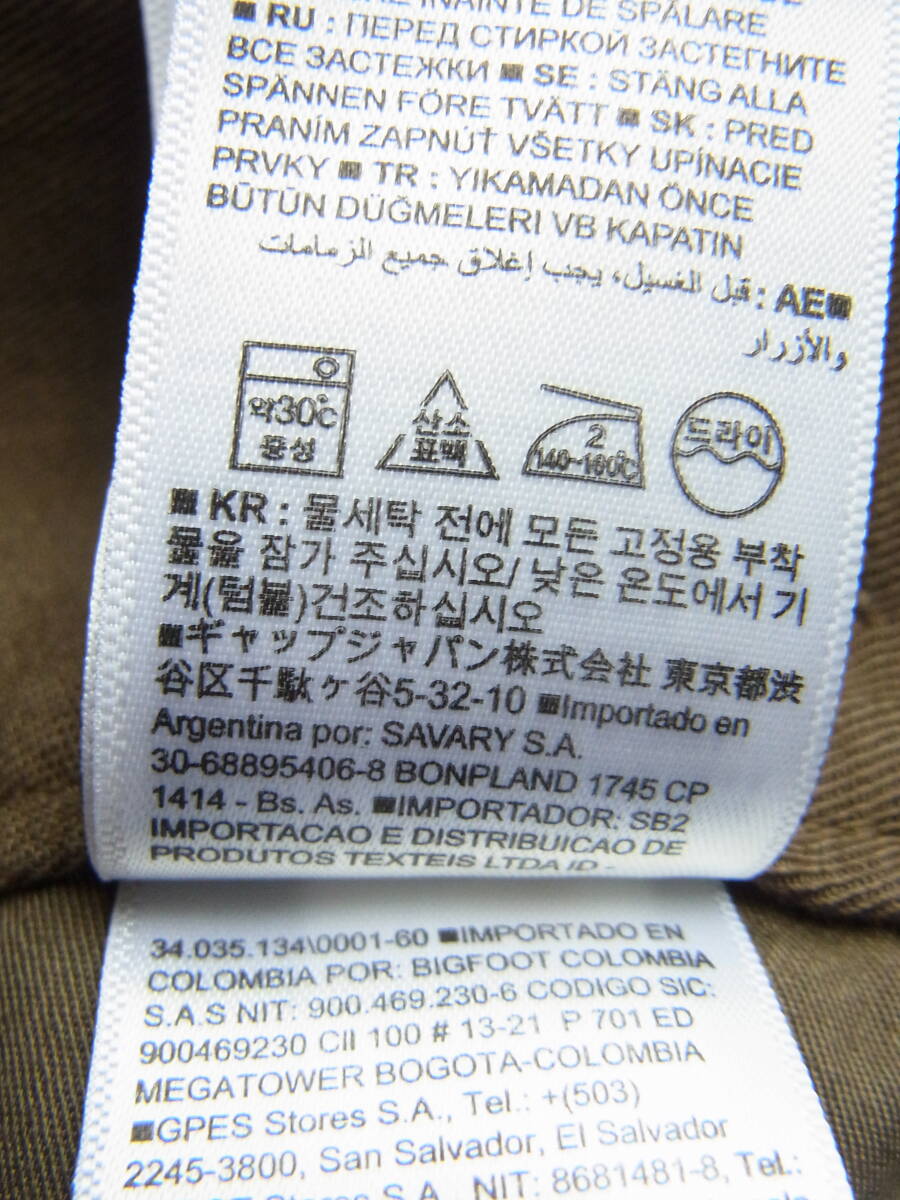 INAINTE DE SPĂLARE
■ RU : ПЕРЕД СТИРКОЙ ЗАСТЕГНИТЕ
ВСЕ ЗАСТЕЖКИ ■ SE : STÄNG ALLA
SPÄNNEN FÖRE TVÄTT ■ SK : PRED
PRANÍM ZAPNÚŤ VŠETKY UPÍNACIE
PRVKY ■ TR : YIKAMADAN ÖNCE
BÜTÜN DÜĞMELERI VB KAPATIN
■AE : قبل الغسيل، يجب إغلاق جميع الزمامات
والأزرار
약30℃
중성
산소
표백
2
140~160℃
드라이
■ KR : 물세탁 전에 모든 고정용 부착
물을 잠가 주십시오/ 낮은 온도에서 기
계(텀블)건조하십시오
■ギャップジャパン株式会社 東京都渋
谷区千駄ヶ谷5-32-10 ■Importado en
Argentina por: SAVARY S.A.
30-68895406-8 BONPLAND 1745 CP
1414 - Bs. As. ■IMPORTADOR: SB2
IMPORTACAO E DISTRIBUICAO DE
PRODUTOS TEXTEIS LTDA ID -
34.035.134\0001-60 ■IMPORTADO EN
COLOMBIA POR: BIGFOOT COLOMBIA
S.A.S NIT: 900.469.230-6 CODIGO SIC:
900469230 Cll 100 # 13-21 P 701 ED
MEGATOWER BOGOTA-COLOMBIA
■GPES Stores S.A., Tel.: +(503)
2245-3800, San Salvador, El Salvador
Stores S.A. NIT: 8681481-8, Tel.: